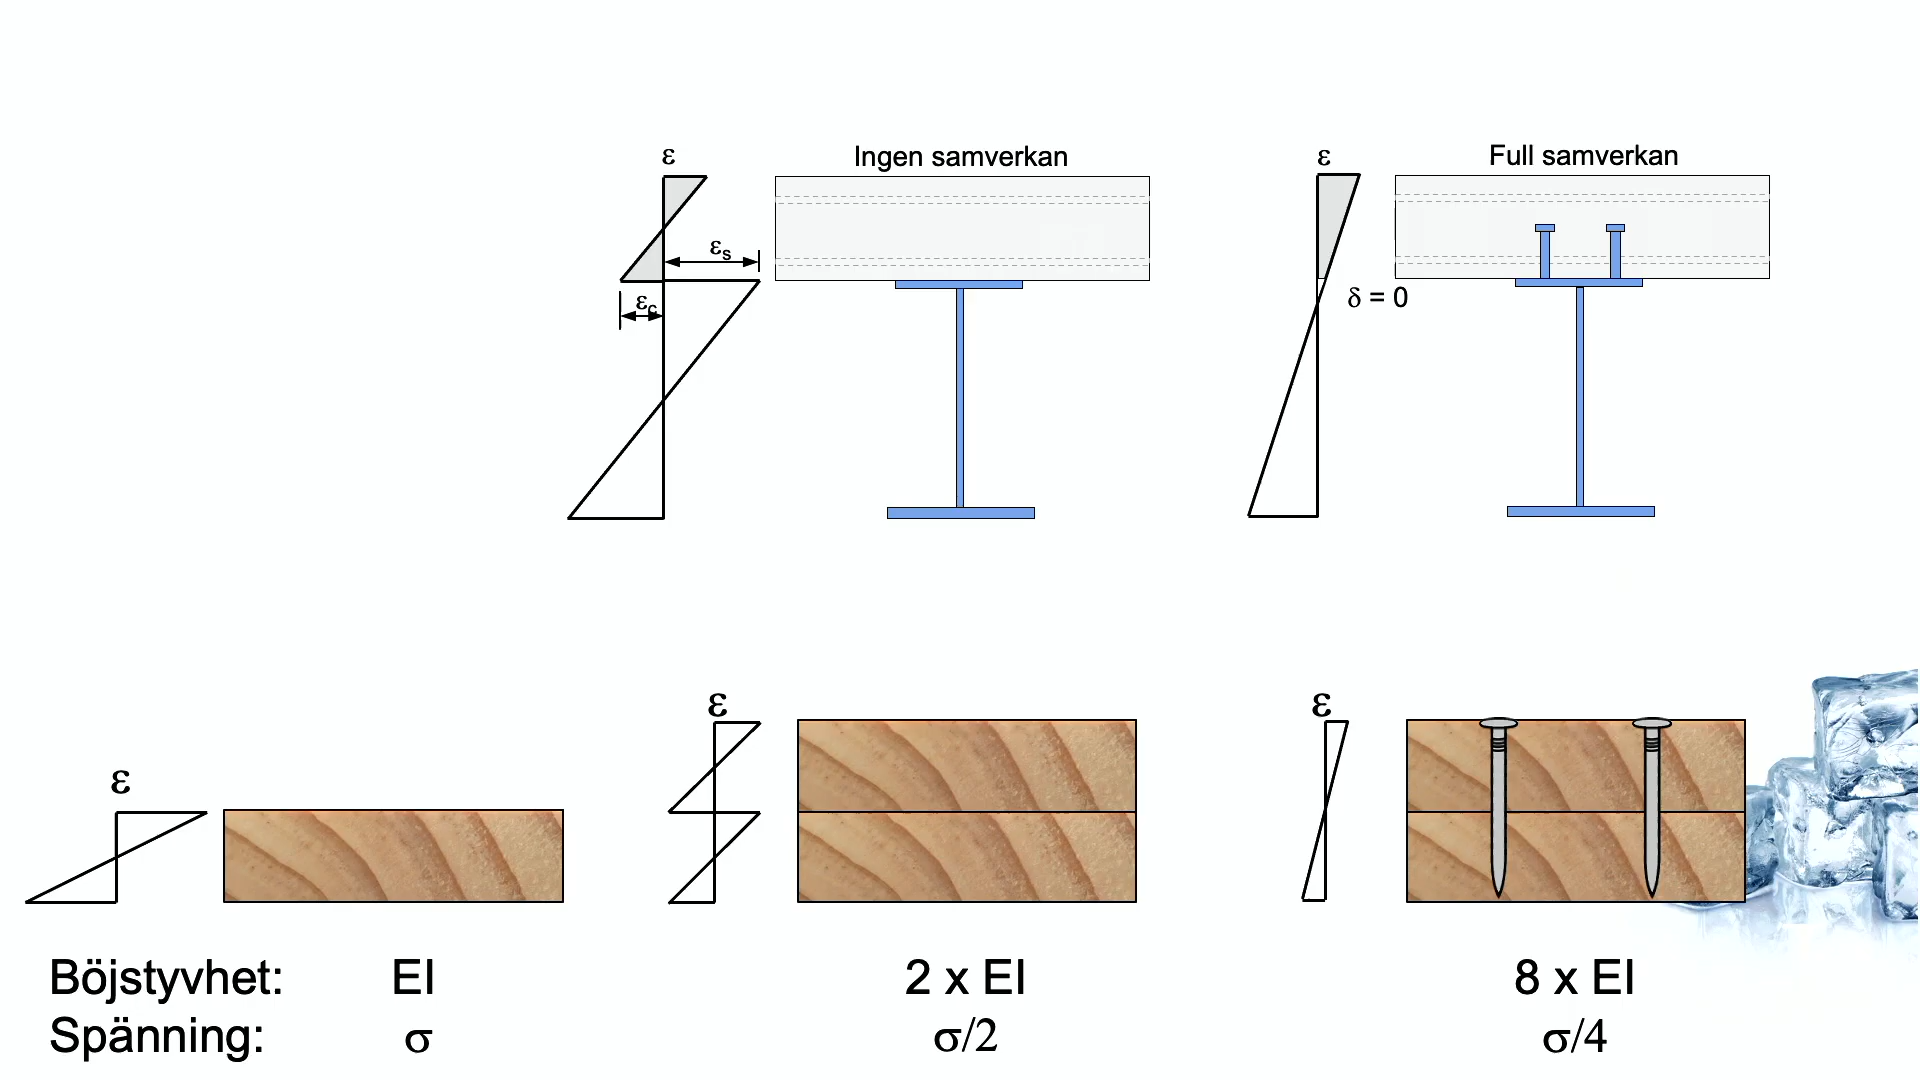 ε Ingen samverkan
ε Full samverkan
εs
εc
δ = 0
ε
ε
ε
Böjstyvhet: EI 2 x EI 8 x EI
Spänning: σ σ/2 σ/4